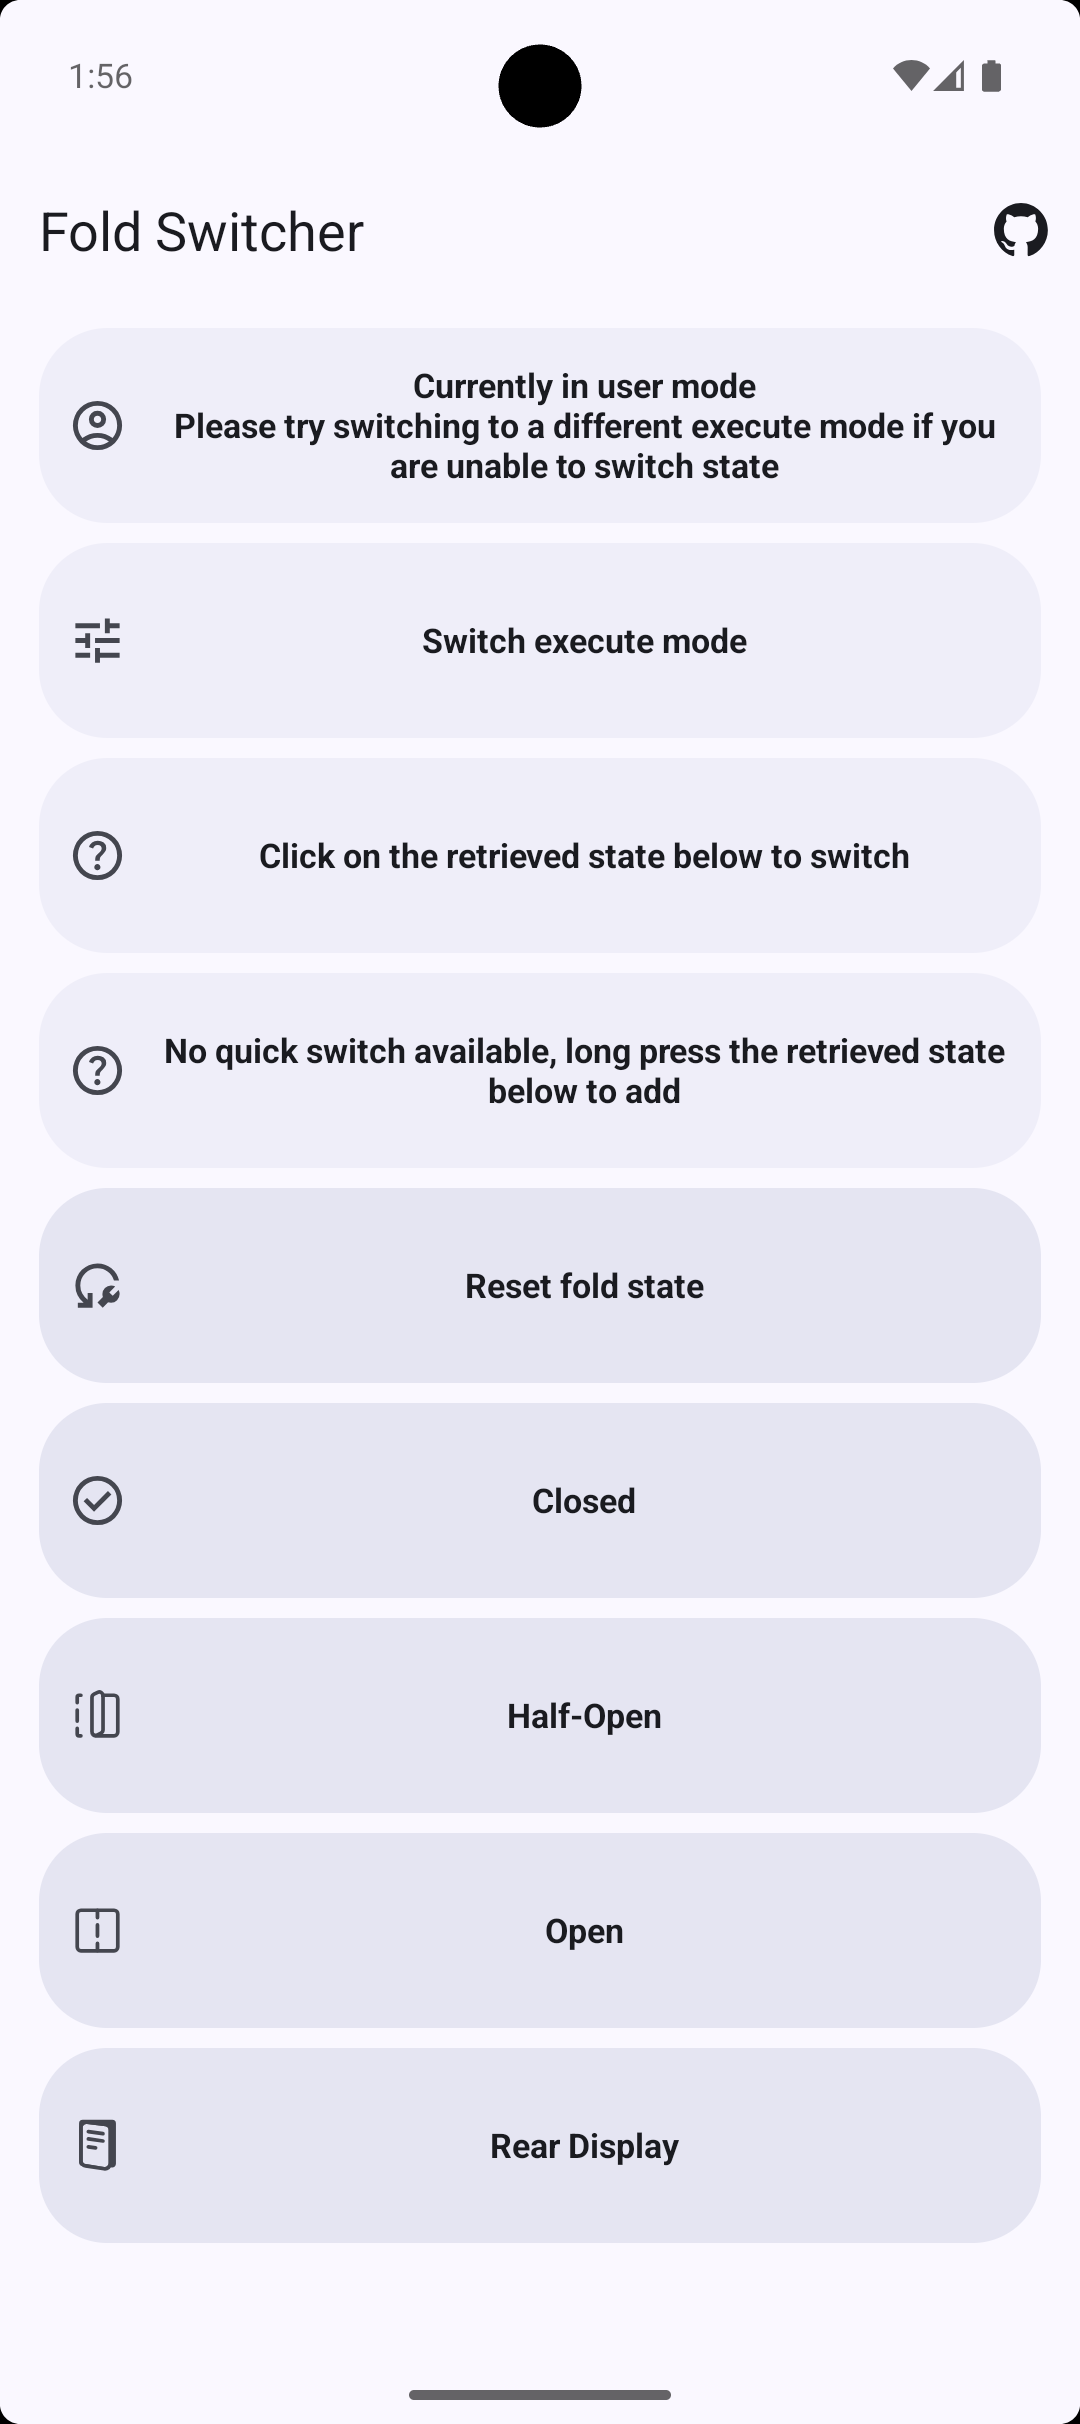 1:56
Fold Switcher
Currently in user mode
Please try switching to a different execute mode if you
are unable to switch state
Switch execute mode
Click on the retrieved state below to switch
No quick switch available, long press the retrieved state
below to add
Reset fold state
Closed
Half-Open
Open
Rear Display